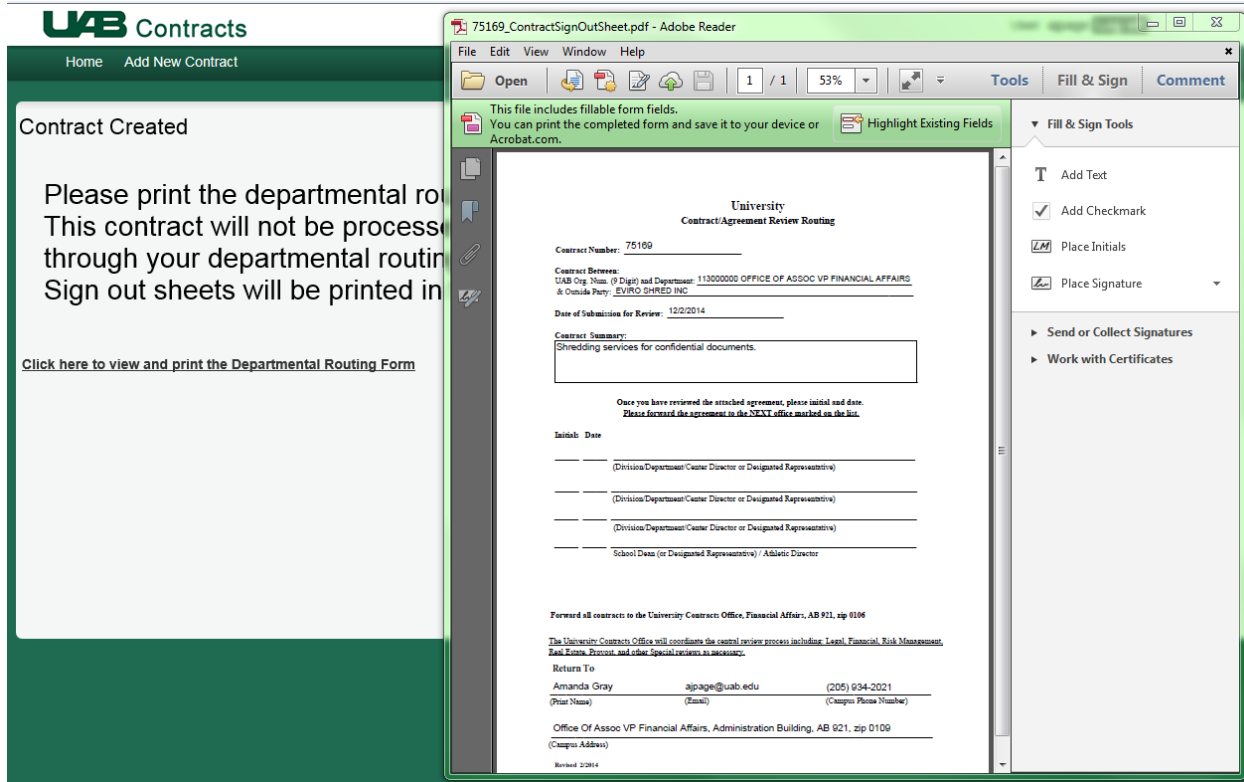 UAB Contracts
Home Add New Contract
Contract Created
Please print the departmental rou
This contract will not be processe
through your departmental routin
Sign out sheets will be printed in
Click here to view and print the Departmental Routing Form
75169_ContractSignOutSheet.pdf - Adobe Reader
File Edit View Window Help
Open 1 / 1 53% Tools Fill & Sign Comment
This file includes fillable form fields.
You can print the completed form and save it to your device or
Acrobat.com.
Highlight Existing Fields
University
Contract/Agreement Review Routing
Contract Number: 75169
Contract Between:
UAB Org. Num. (9 Digit) and Department: 113000000 OFFICE OF ASSOC VP FINANCIAL AFFAIRS
& Outside Party: EVIRO SHRED INC
Date of Submission for Review: 12/2/2014
Contract Summary:
Shredding services for confidential documents.
Once you have reviewed the attached agreement, please initial and date.
Please forward the agreement to the NEXT office marked on the list.
Initials Date
(Division/Department/Center Director or Designated Representative)
(Division/Department/Center Director or Designated Representative)
(Division/Department/Center Director or Designated Representative)
School Dean (or Designated Representative) / Athletic Director
Forward all contracts to the University Contracts Office, Financial Affairs, AB 921, zip 0106
The University Contracts Office will coordinate the central review process including: Legal, Financial, Risk Management,
Real Estate, Provost, and other Special reviews as necessary.
Return To
Amanda Gray ajpage@uab.edu (205) 934-2021
(Print Name) (Email) (Campus Phone Number)
Office Of Assoc VP Financial Affairs, Administration Building, AB 921, zip 0109
(Campus Address)
Revised 2/2014
Fill & Sign Tools
T Add Text
Add Checkmark
LM Place Initials
Place Signature
Send or Collect Signatures
Work with Certificates